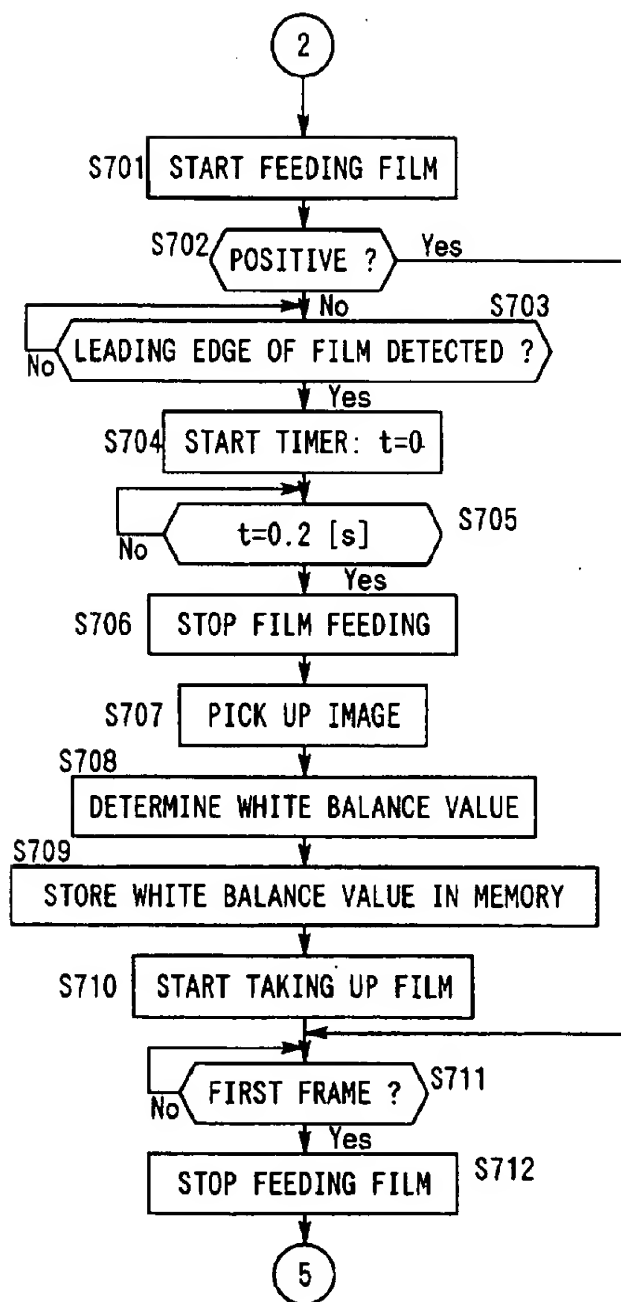 2
S701 START FEEDING FILM
S702 POSITIVE ? Yes
No
S703
LEADING EDGE OF FILM DETECTED ?
No
Yes
S704 START TIMER: t=0
t=0.2 [s] S705
No
Yes
S706 STOP FILM FEEDING
S707 PICK UP IMAGE
S708
DETERMINE WHITE BALANCE VALUE
S709
STORE WHITE BALANCE VALUE IN MEMORY
S710 START TAKING UP FILM
FIRST FRAME ? S711
No
Yes
STOP FEEDING FILM S712
5